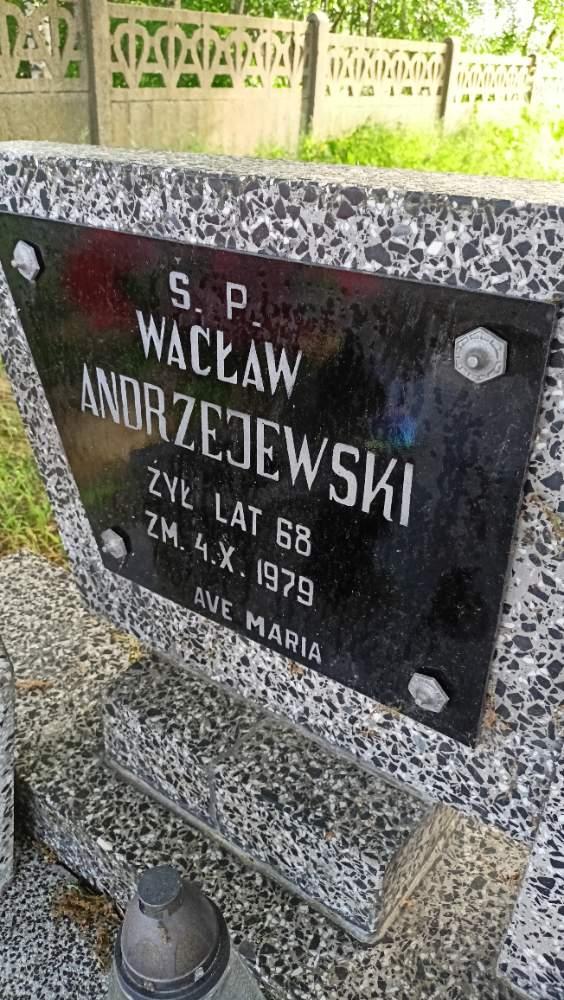 Ś. P.
WACŁAW
ANDRZEJEWSKI
ŻYŁ LAT 68
ZM. 4.X. 1979
AVE MARIA